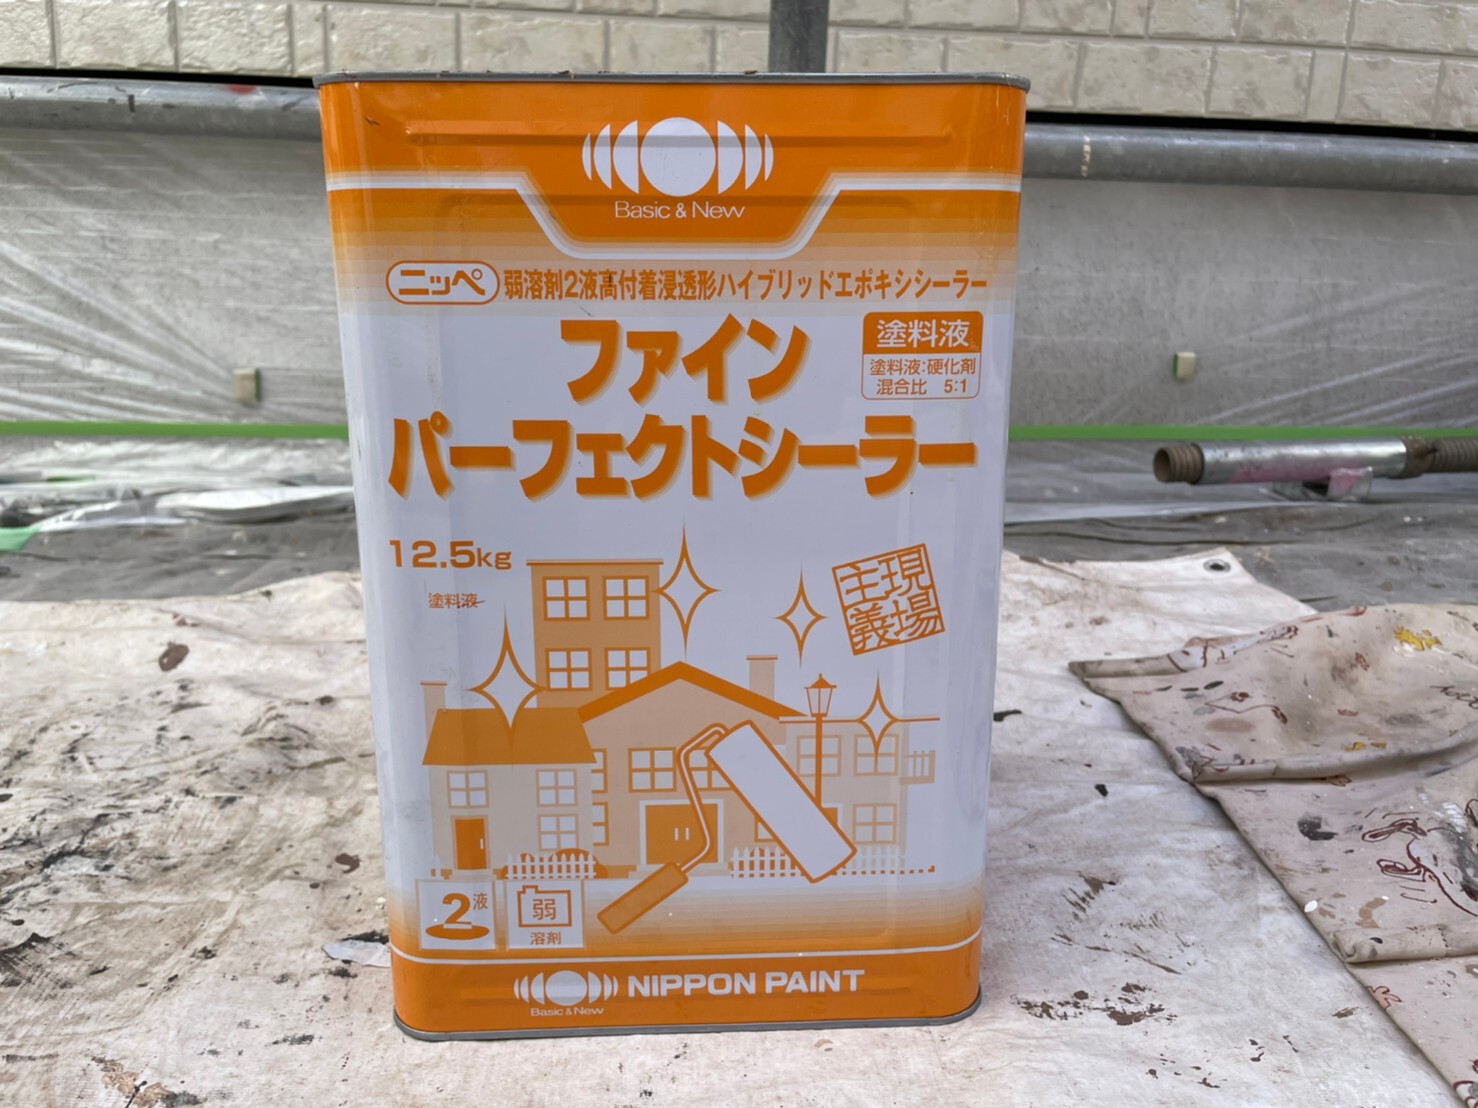 Basic & New
ニッペ 弱溶剤2液高付着浸透形ハイブリッドエポキシシーラー
ファイン
パーフェクトシーラー
塗料液
塗料液:硬化剤
混合比 5:1
12.5kg
塗料液
現場
主義
2液
弱
溶剤
NIPPON PAINT
Basic & New